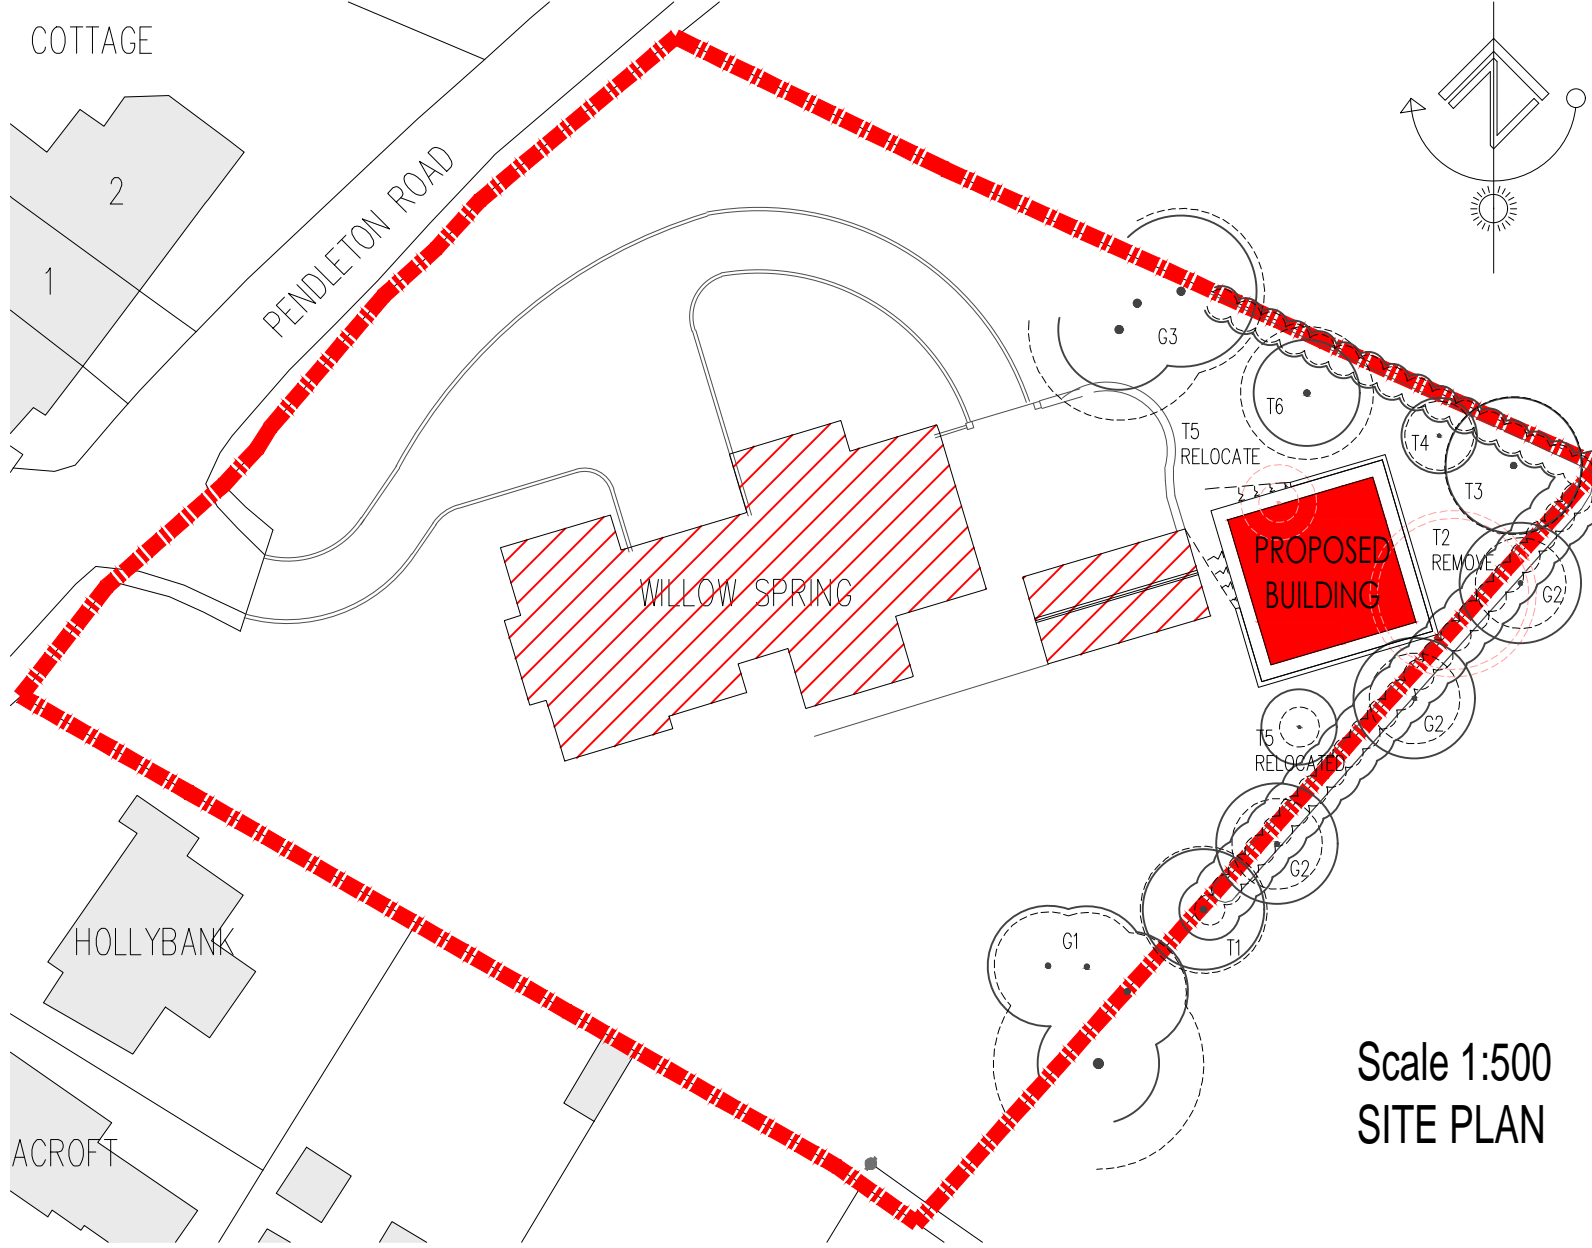 COTTAGE
2
1
PENDLETON ROAD
G3
T6
T5
RELOCATE
T4
T3
T2
REMOVE
PROPOSED
BUILDING
G2
WILLOW SPRING
G2
T5
RELOCATED
G2
T1
G1
HOLLYBANK
ACROFT
Scale 1:500
SITE PLAN